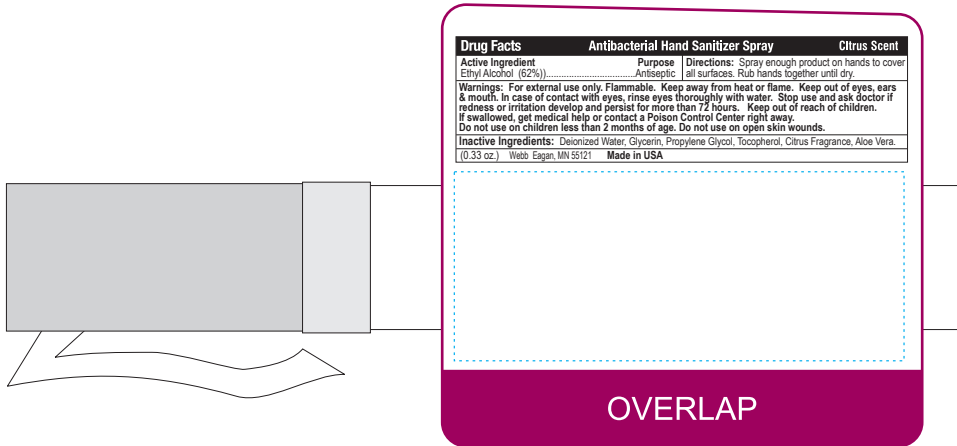 Drug Facts Antibacterial Hand Sanitizer Spray CItrus Scent
Active Ingredient Purpose
Ethyl Alcohol (62%))....................................Antiseptic
Directions: Spray enough product on hands to cover
all surfaces. Rub hands together until dry.
Warnings: For external use only. Flammable. Keep away from heat or flame. Keep out of eyes, ears
& mouth. In case of contact with eyes, rinse eyes thoroughly with water. Stop use and ask doctor if
redness or irritation develop and persist for more than 72 hours. Keep out of reach of children.
If swallowed, get medical help or contact a Poison Control Center right away.
Do not use on children less than 2 months of age. Do not use on open skin wounds.
Inactive Ingredients: Deionized Water, Glycerin, Propylene Glycol, Tocopherol, Citrus Fragrance, Aloe Vera.
(0.33 oz.) Webb Eagan, MN 55121 Made in USA
OVERLAP